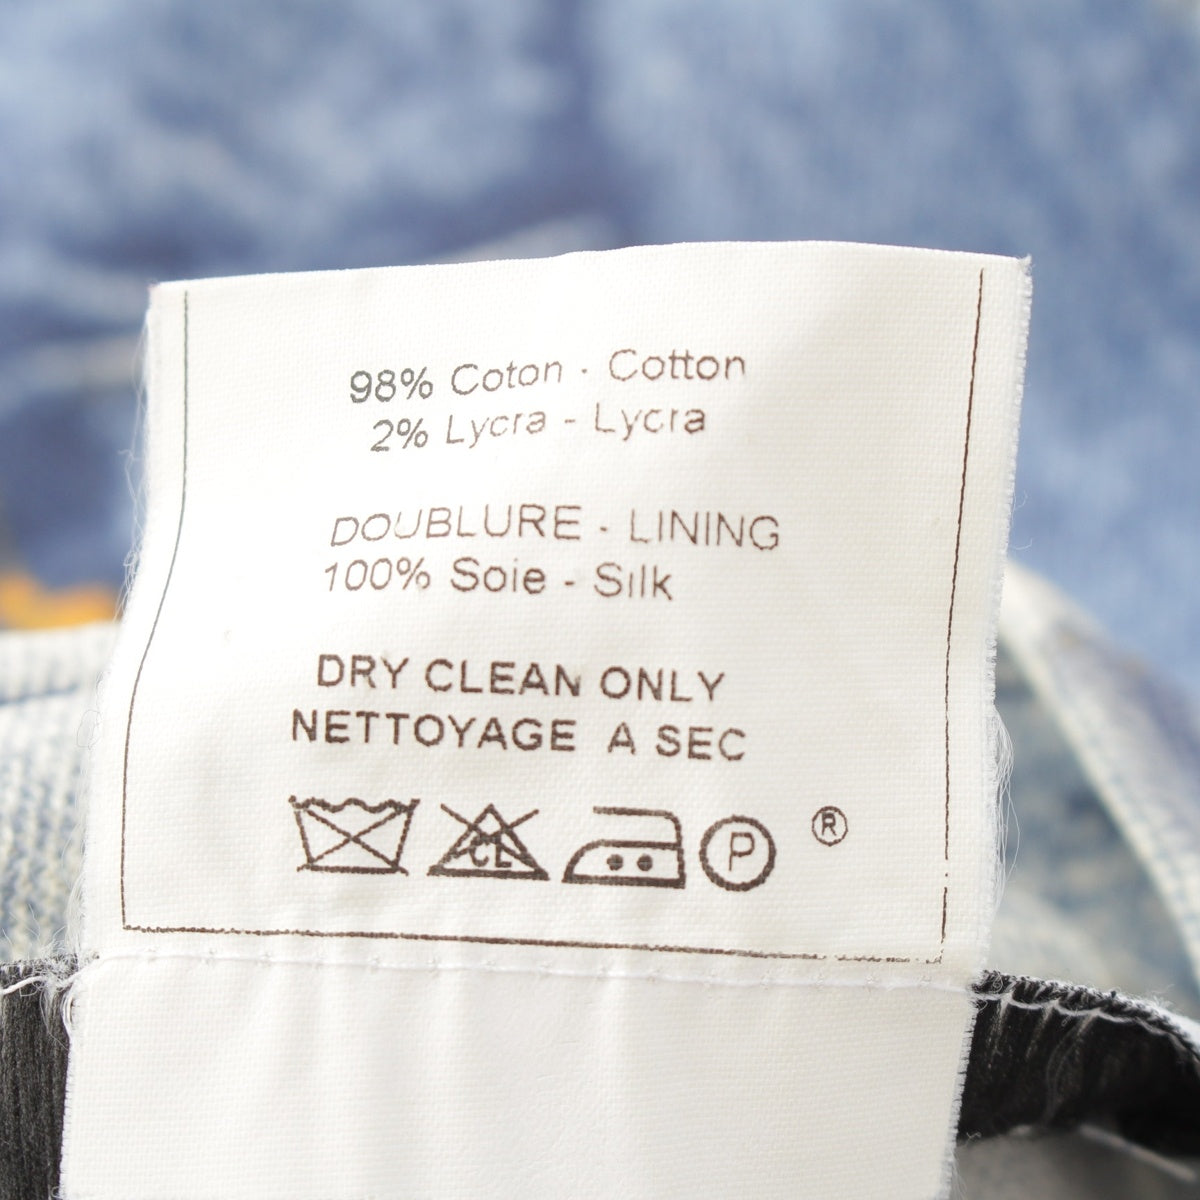 98% Coton · Cotton
2% Lycra - Lycra
DOUBLURE - LINING
100% Soie - Silk
DRY CLEAN ONLY
NETTOYAGE A SEC
CL P ®